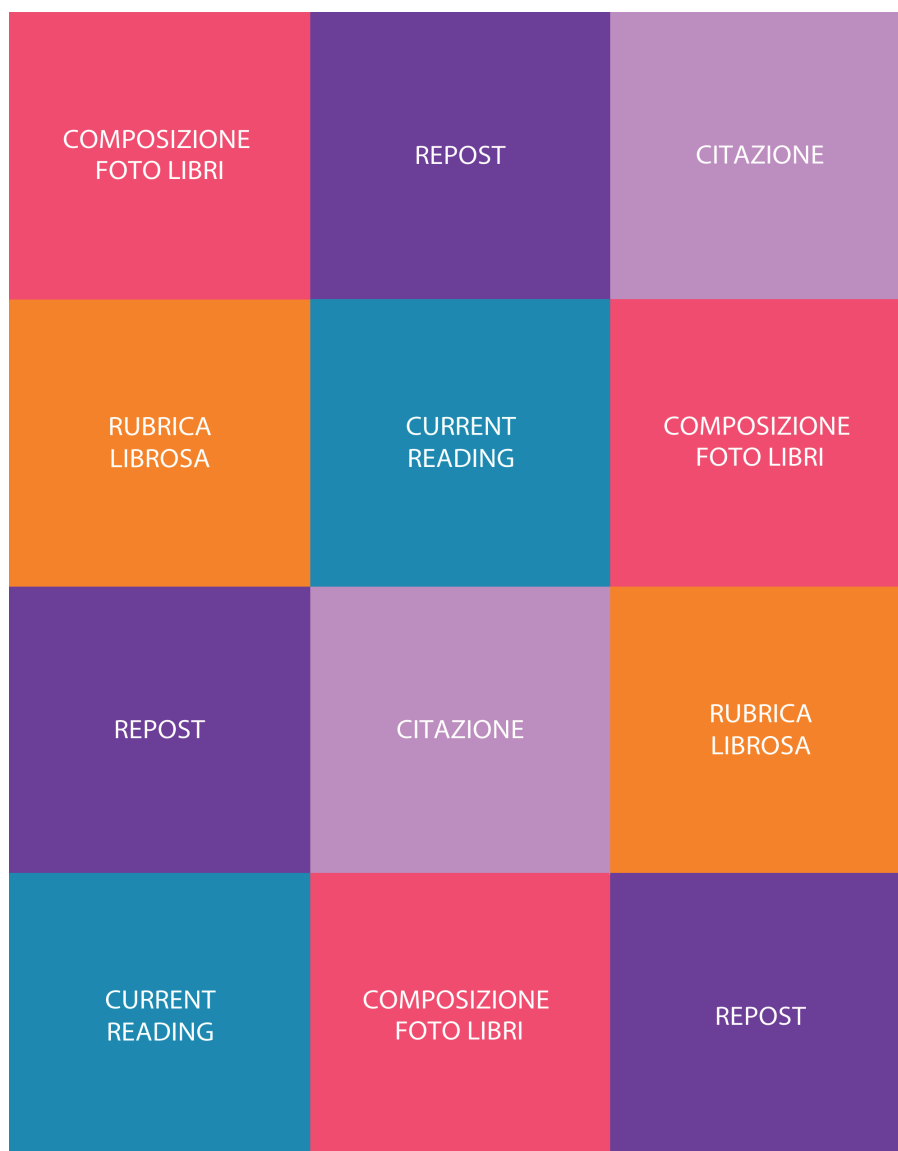 COMPOSIZIONE
FOTO LIBRI
REPOST
CITAZIONE
RUBRICA
LIBROSA
CURRENT
READING
COMPOSIZIONE
FOTO LIBRI
REPOST
CITAZIONE
RUBRICA
LIBROSA
CURRENT
READING
COMPOSIZIONE
FOTO LIBRI
REPOST